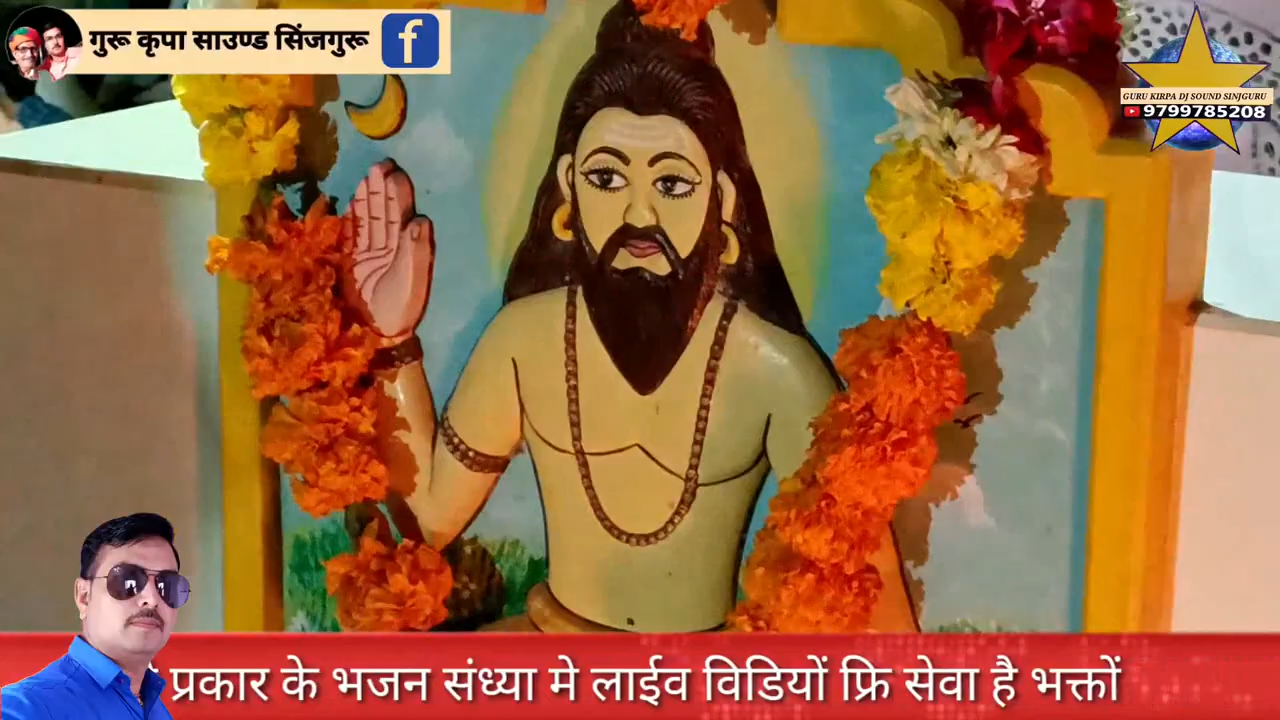 गुरू कृपा साउण्ड सिंजगुरू
GURU KIRPA DJ SOUND SINJGURU
9799785208
प्रकार के भजन संध्या मे लाईव विडियों फ्रि सेवा है भक्तों